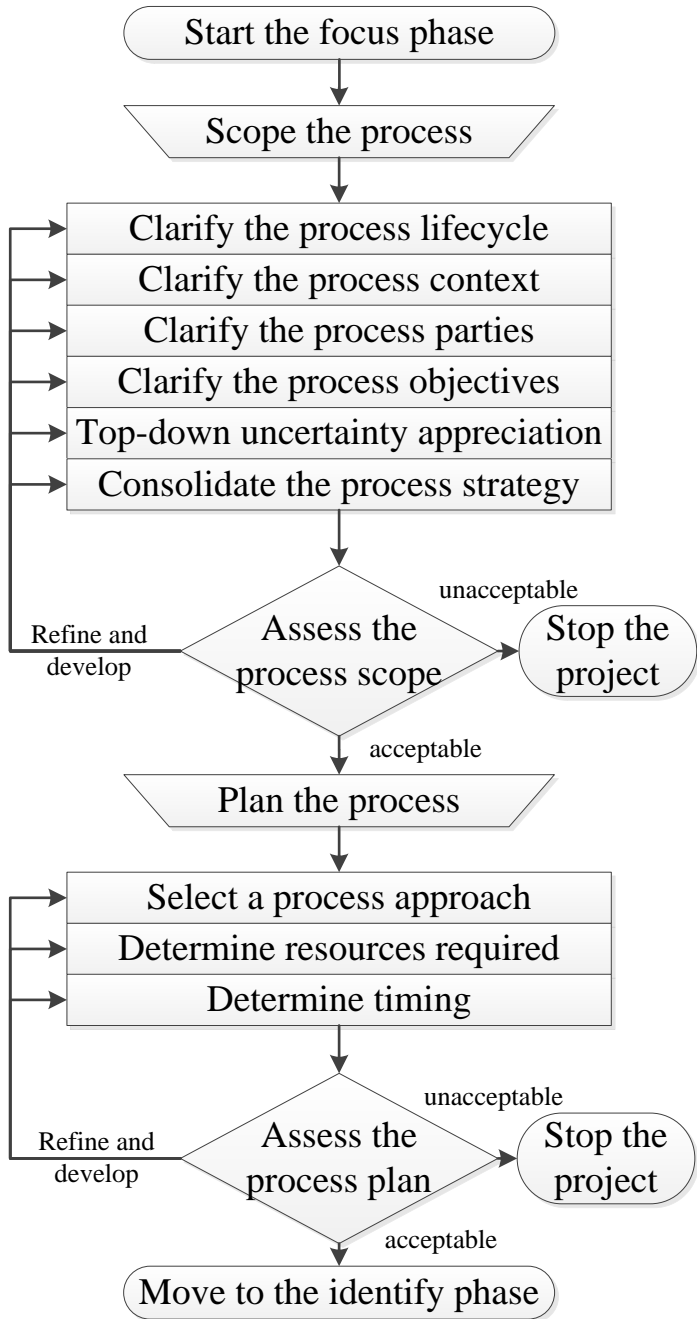 Start the focus phase
Scope the process
Clarify the process lifecycle
Clarify the process context
Clarify the process parties
Clarify the process objectives
Top-down uncertainty appreciation
Consolidate the process strategy
unacceptable
Refine and
develop
Assess the
process scope
Stop the
project
acceptable
Plan the process
Select a process approach
Determine resources required
Determine timing
unacceptable
Refine and
develop
Assess the
process plan
Stop the
project
acceptable
Move to the identify phase